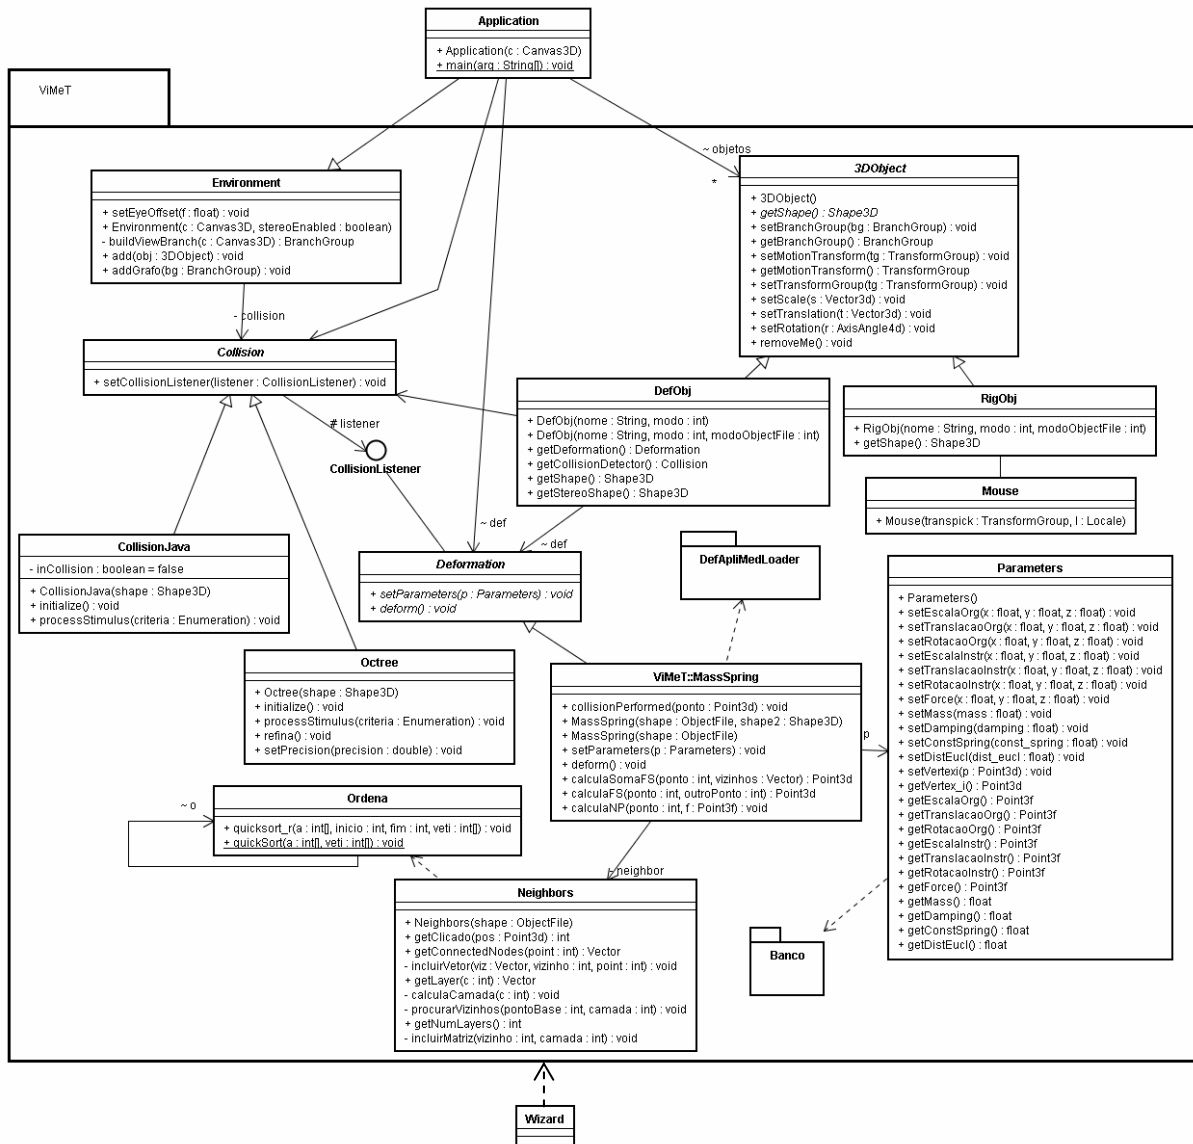 Application
+ Application(c : Canvas3D)
+ main(arg : String[]) : void
ViMeT
~ objetos
*
Environment
+ setEyeOffset(f : float) : void
+ Environment(c : Canvas3D, stereoEnabled : boolean)
- buildViewBranch(c : Canvas3D) : BranchGroup
+ add(obj : 3DObject) : void
+ addGrafo(bg : BranchGroup) : void
3DObject
+ 3DObject()
+ getShape() : Shape3D
+ setBranchGroup(bg : BranchGroup) : void
+ getBranchGroup() : BranchGroup
+ setMotionTransform(tg : TransformGroup) : void
+ getMotionTransform() : TransformGroup
+ setTransformGroup(tg : TransformGroup) : void
+ setScale(s : Vector3d) : void
+ setTranslation(t : Vector3d) : void
+ setRotation(r : AxisAngle4d) : void
+ removeMe() : void
- collision
Collision
+ setCollisionListener(listener : CollisionListener) : void
DefObj
+ DefObj(nome : String, modo : int)
+ DefObj(nome : String, modo : int, modoObjectFile : int)
+ getDeformation() : Deformation
+ getCollisionDetector() : Collision
+ getShape() : Shape3D
+ getStereoShape() : Shape3D
RigObj
+ RigObj(nome : String, modo : int, modoObjectFile : int)
+ getShape() : Shape3D
# listener
CollisionListener
Mouse
+ Mouse(transpick : TransformGroup, l : Locale)
~ def
~ def
CollisionJava
- inCollision : boolean = false
+ CollisionJava(shape : Shape3D)
+ initialize() : void
+ processStimulus(criteria : Enumeration) : void
Deformation
+ setParameters(p : Parameters) : void
+ deform() : void
DefApliMedLoader
Parameters
+ Parameters()
+ setEscalaOrg(x : float, y : float, z : float) : void
+ setTranslacaoOrg(x : float, y : float, z : float) : void
+ setRotacaoOrg(x : float, y : float, z : float) : void
+ setEscalaInstr(x : float, y : float, z : float) : void
+ setTranslacaoInstr(x : float, y : float, z : float) : void
+ setRotacaoInstr(x : float, y : float, z : float) : void
+ setForce(x : float, y : float, z : float) : void
+ setMass(mass : float) : void
+ setDamping(damping : float) : void
+ setConstSpring(const_spring : float) : void
+ setDistEucl(dist_eucl : float) : void
+ setVertexi(p : Point3d) : void
+ getVertex_i() : Point3d
+ getEscalaOrg() : Point3f
+ getTranslacaoOrg() : Point3f
+ getRotacaoOrg() : Point3f
+ getEscalaInstr() : Point3f
+ getTranslacaoInstr() : Point3f
+ getRotacaoInstr() : Point3f
+ getForce() : Point3f
+ getMass() : float
+ getDamping() : float
+ getConstSpring() : float
+ getDistEucl() : float
Octree
+ Octree(shape : Shape3D)
+ initialize() : void
+ processStimulus(criteria : Enumeration) : void
+ refina() : void
+ setPrecision(precision : double) : void
ViMeT::MassSpring
+ collisionPerformed(ponto : Point3d) : void
+ MassSpring(shape : ObjectFile, shape2 : Shape3D)
+ MassSpring(shape : ObjectFile)
+ setParameters(p : Parameters) : void
+ deform() : void
+ calculaSomaFS(ponto : int, vizinhos : Vector) : Point3d
+ calculaFS(ponto : int, outroPonto : int) : Point3d
+ calculaNP(ponto : int, f : Point3f) : void
p
~ o
Ordena
+ quicksort_r(a : int[], inicio : int, fim : int, veti : int[]) : void
+ quickSort(a : int[], veti : int[]) : void
- neighbor
Neighbors
+ Neighbors(shape : ObjectFile)
+ getClicado(pos : Point3d) : int
+ getConnectedNodes(point : int) : Vector
- incluirVetor(viz : Vector, vizinho : int, point : int) : void
+ getLayer(c : int) : Vector
- calculaCamada(c : int) : void
- procurarVizinhos(pontoBase : int, camada : int) : void
+ getNumLayers() : int
- incluirMatriz(vizinho : int, camada : int) : void
Banco
Wizard